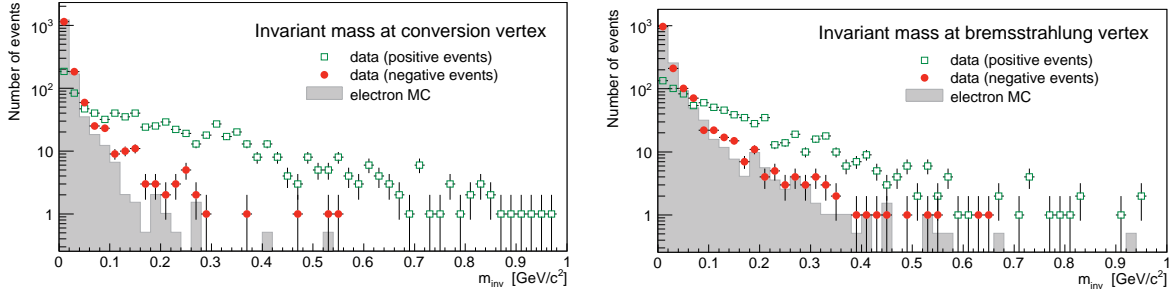 Number of events
10³
10²
10
1
Invariant mass at conversion vertex
data (positive events)
data (negative events)
electron MC
0 0.1 0.2 0.3 0.4 0.5 0.6 0.7 0.8 0.9 1
m_inv [GeV/c²]
Number of events
10³
10²
10
1
Invariant mass at bremsstrahlung vertex
data (positive events)
data (negative events)
electron MC
0 0.1 0.2 0.3 0.4 0.5 0.6 0.7 0.8 0.9 1
m_inv [GeV/c²]